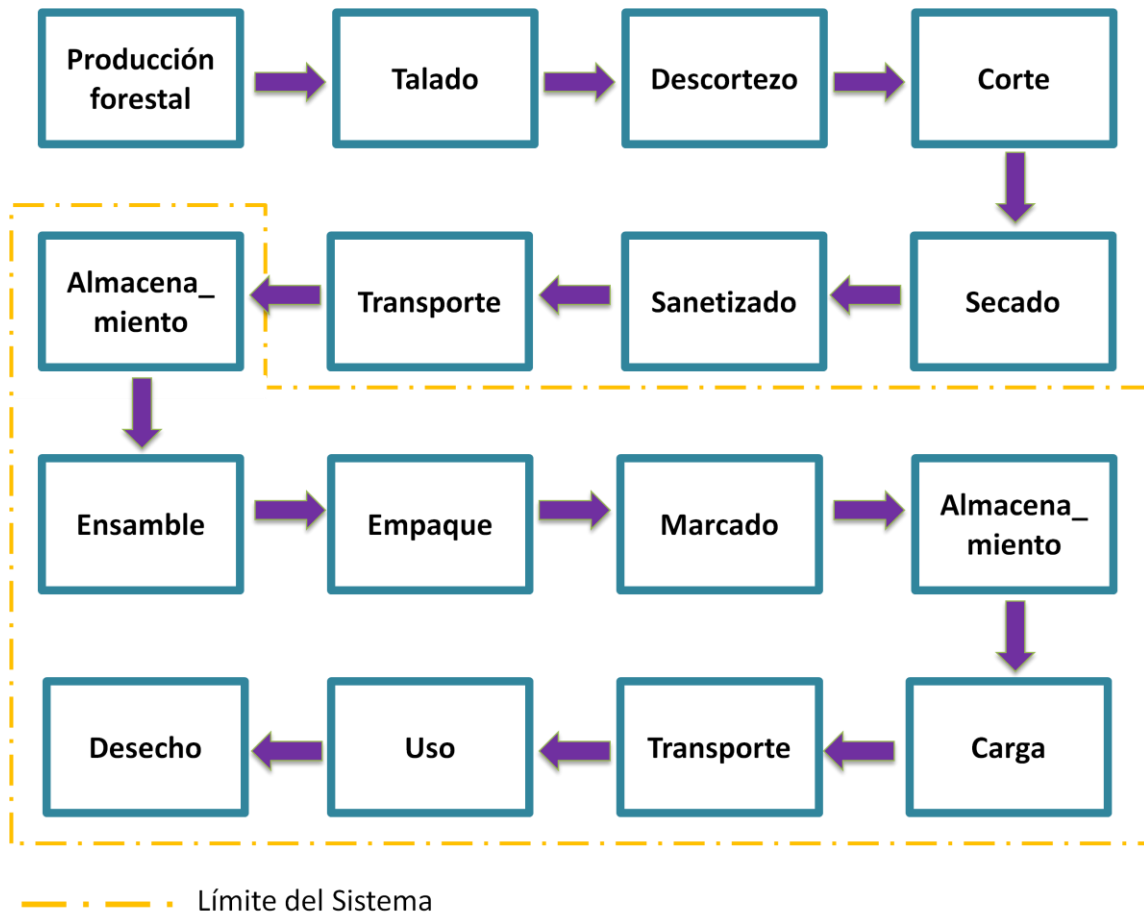 Producción
forestal
Talado
Descortezo
Corte
Almacena_
miento
Transporte
Sanetizado
Secado
Ensamble
Empaque
Marcado
Almacena_
miento
Desecho
Uso
Transporte
Carga
Límite del Sistema